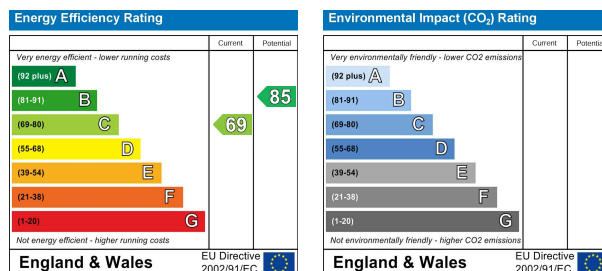 Energy Efficiency Rating
Current Potential
Very energy efficient - lower running costs
(92 plus) A
(81-91) B
85
(69-80) C
69
(55-68) D
(39-54) E
(21-38) F
(1-20) G
Not energy efficient - higher running costs
England & Wales
EU Directive
2002/91/EC
Environmental Impact (CO₂) Rating
Current Potential
Very environmentally friendly - lower CO2 emissions
(92 plus) A
(81-91) B
(69-80) C
(55-68) D
(39-54) E
(21-38) F
(1-20) G
Not environmentally friendly - higher CO2 emissions
England & Wales
EU Directive
2002/91/EC